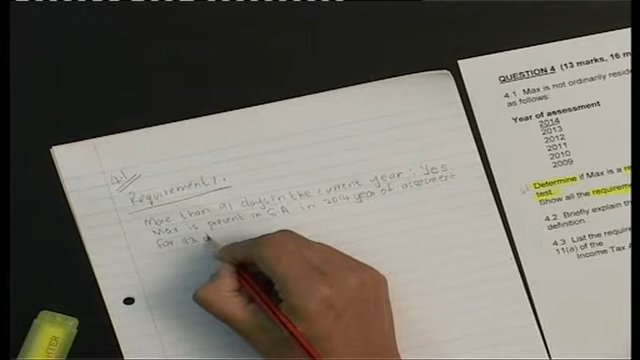 4.1
Requirement 1.
More than 91 days in the current year : Yes
Max is present in S.A in 2014 year of assesment
for 93 d
QUESTION 4 (13 marks, 16 m
4.1 Max is not ordinarily reside
as follows:
Year of assessment
2014
2013
2012
2011
2010
2009
Determine if Max is a re
test.
Show all the requireme
4.2 Briefly explain the
definition.
4.3 List the require
11(a) of the
Income Tax A